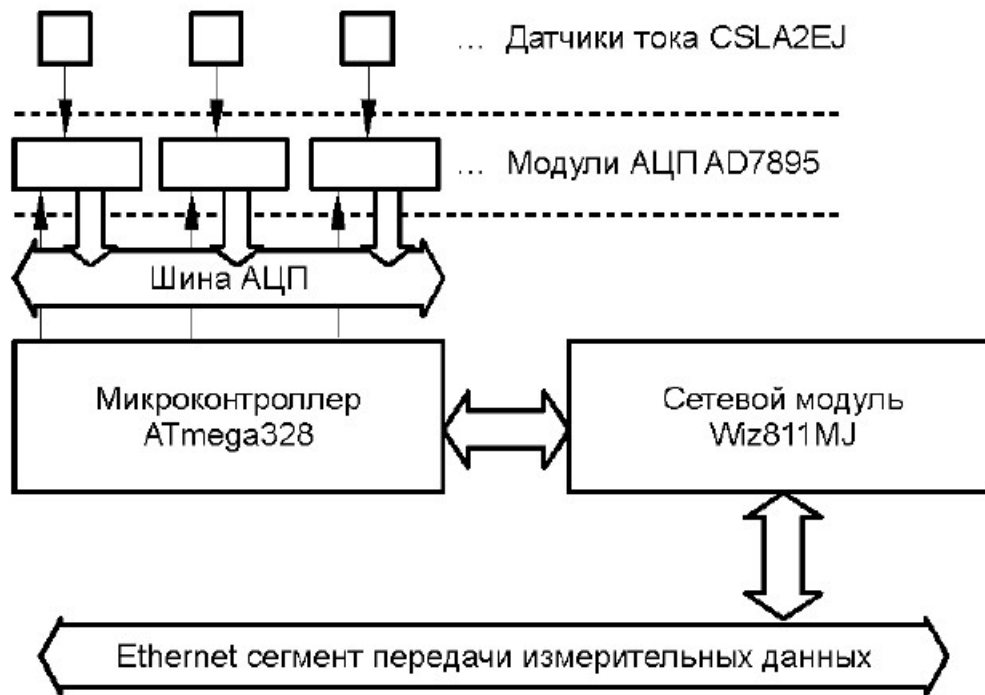 ... Датчики тока CSLA2EJ
... Модули АЦП AD7895
Шина АЦП
Микроконтроллер
ATmega328
Сетевой модуль
Wiz811MJ
Ethernet сегмент передачи измерительных данных